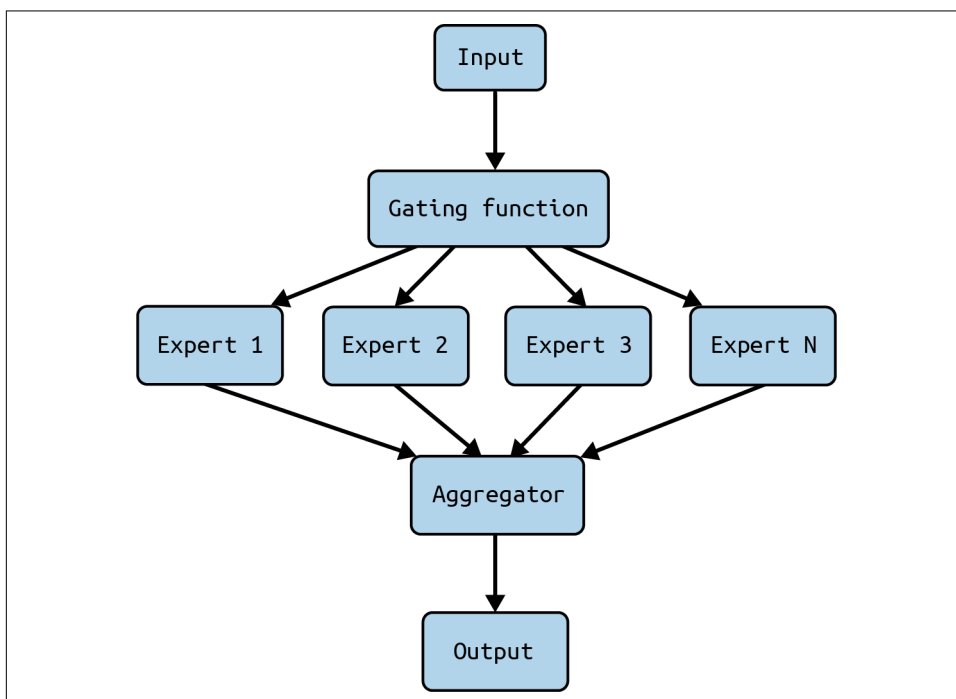 Input
Gating function
Expert 1
Expert 2
Expert 3
Expert N
Aggregator
Output